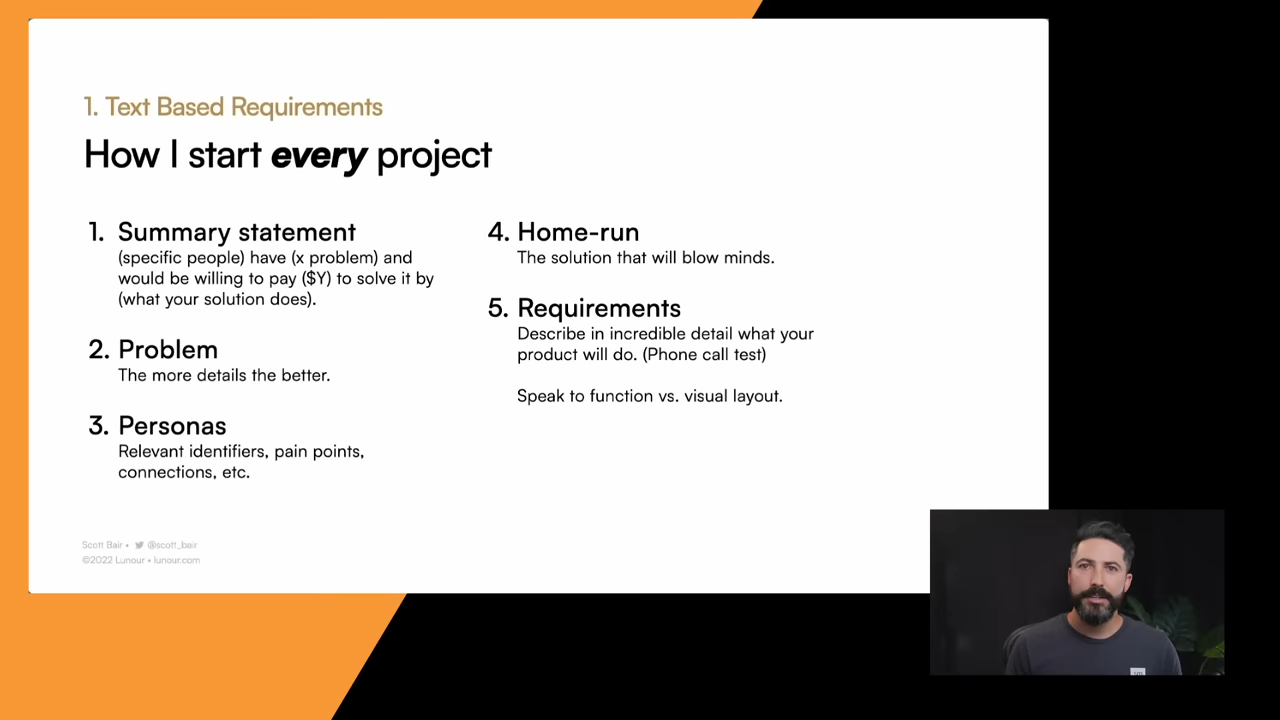 1. Text Based Requirements
How I start every project
1. Summary statement
(specific people) have (x problem) and
would be willing to pay ($Y) to solve it by
(what your solution does).
2. Problem
The more details the better.
3. Personas
Relevant identifiers, pain points,
connections, etc.
4. Home-run
The solution that will blow minds.
5. Requirements
Describe in incredible detail what your
product will do. (Phone call test)
Speak to function vs. visual layout.
Scott Bair • @scott_bair
©2022 Lunour • lunour.com